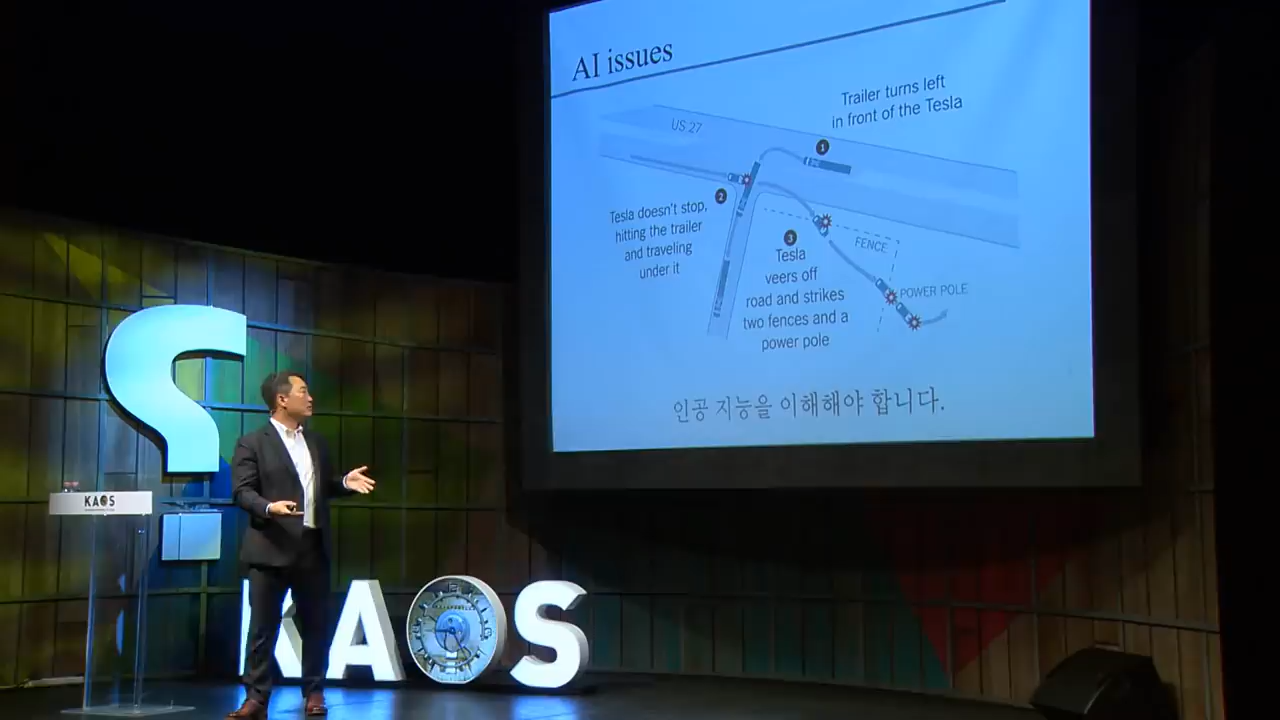 AI issues
Trailer turns left
in front of the Tesla
US 27
1
2
Tesla doesn't stop,
hitting the trailer
and traveling
under it
3
Tesla
veers off
road and strikes
two fences and a
power pole
FENCE
POWER POLE
인공 지능을 이해해야 합니다.
?
KAOS
KAOS